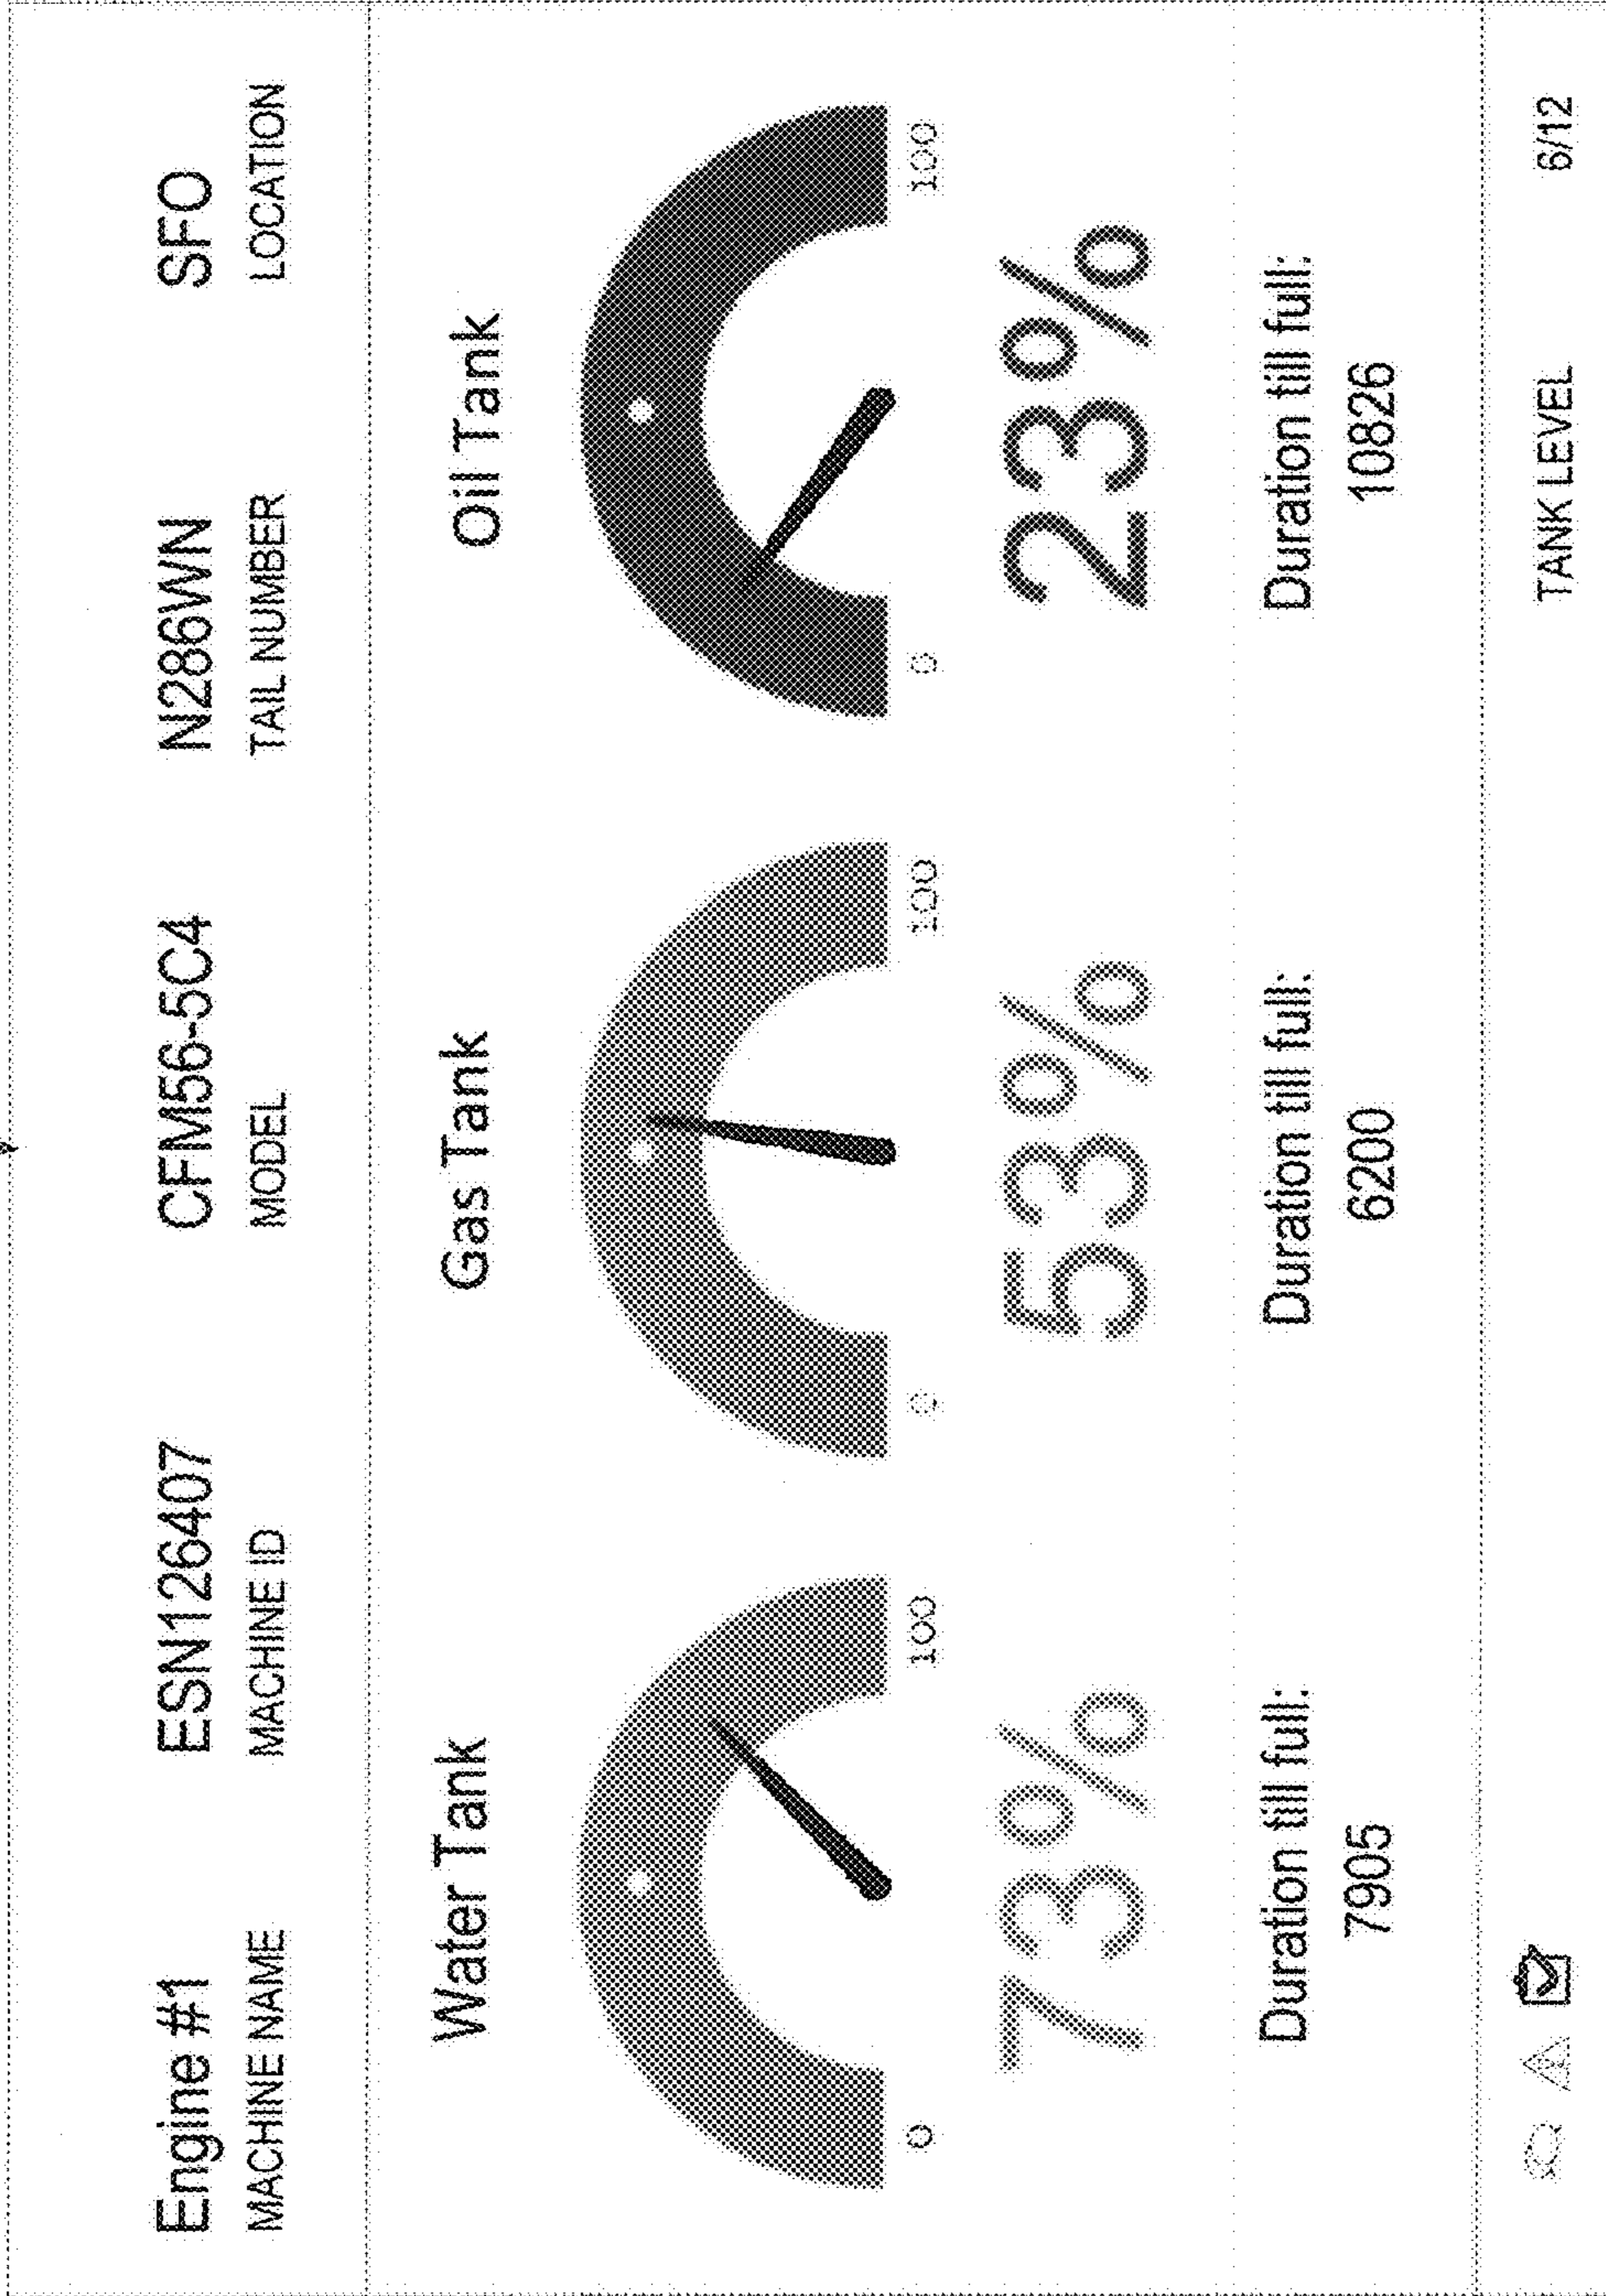 Engine #1 ESN126407 CFM56-5C4 N286WN SFO
MACHINE NAME MACHINE ID MODEL TAIL NUMBER LOCATION
Water Tank Gas Tank Oil Tank
0 100 0 100 0 100
73% 53% 23%
Duration till full: Duration till full: Duration till full:
7905 6200 10826
TANK LEVEL 6/12